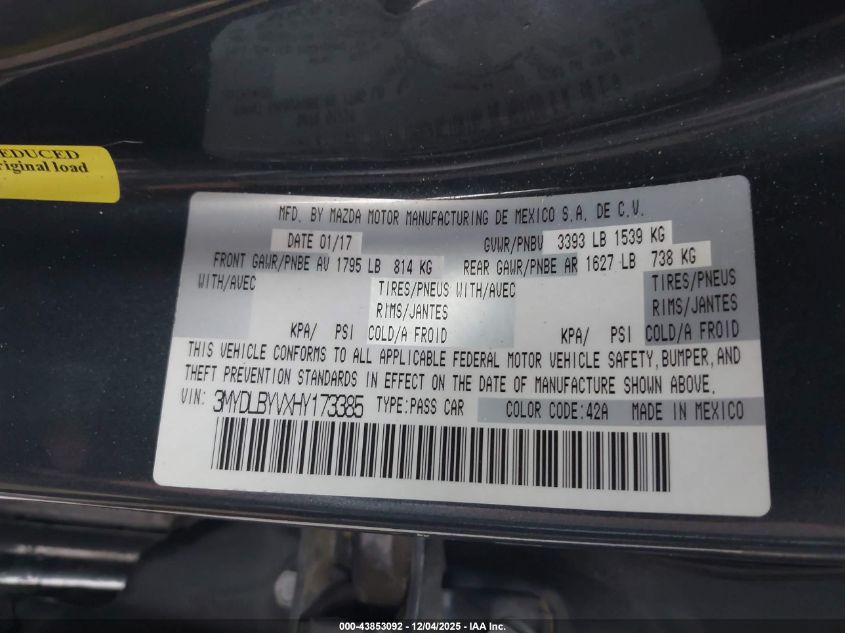 EDUCED
riginal load
MFD. BY MAZDA MOTOR MANUFACTURING DE MEXICO S.A. DE C.V.
DATE 01/17 GVWR/PNBV 3393 LB 1539 KG
FRONT GAWR/PNBE AV 1795 LB 814 KG REAR GAWR/PNBE AR 1627 LB 738 KG
WITH/AVEC TIRES/PNEUS WITH/AVEC TIRES/PNEUS
RIMS/JANTES RIMS/JANTES
KPA/ PSI COLD/A FROID KPA/ PSI COLD/A FROID
THIS VEHICLE CONFORMS TO ALL APPLICABLE FEDERAL MOTOR VEHICLE SAFETY, BUMPER, AND
THEFT PREVENTION STANDARDS IN EFFECT ON THE DATE OF MANUFACTURE SHOWN ABOVE.
VIN: 3MYDLBYVXHY173385 TYPE:PASS CAR COLOR CODE:42A MADE IN MEXICO
000-43853092 - 12/04/2025 - IAA Inc.